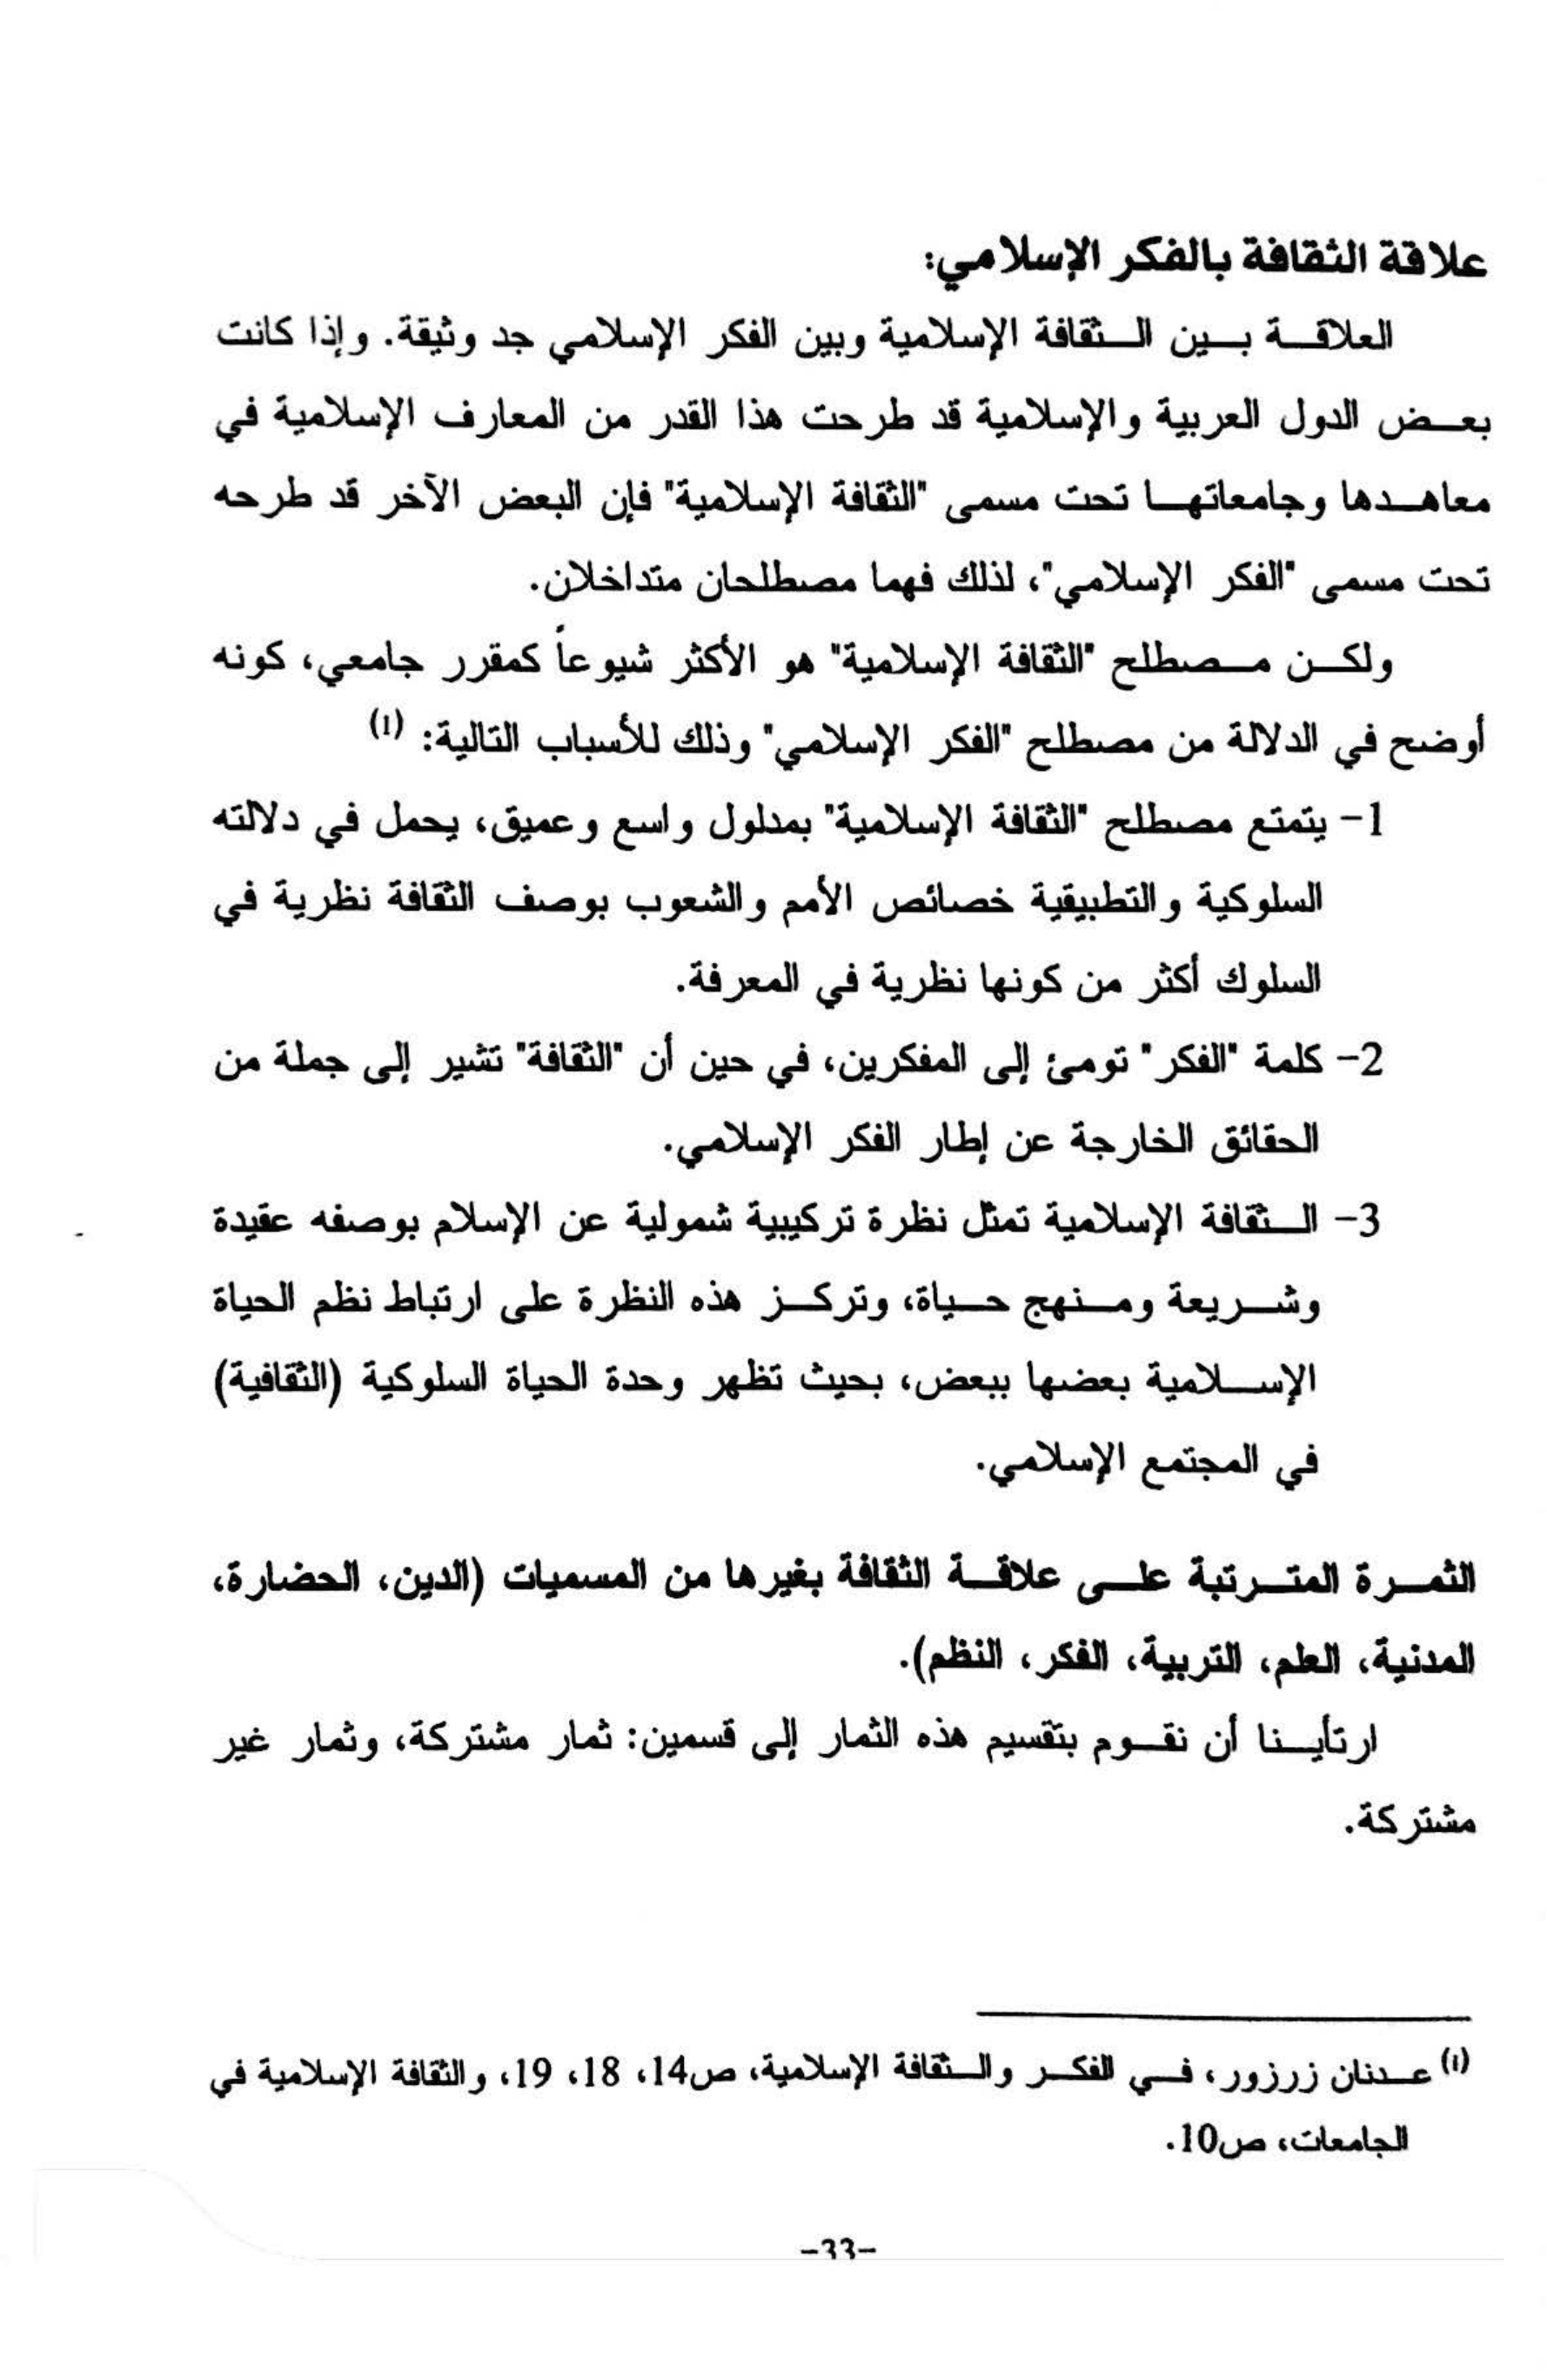 علاقة الثقافة بالفكر الإسلامي:
العلاقة بين الثقافة الإسلامية وبين الفكر الإسلامي جد وثيقة. وإذا كانت
بعض الدول العربية والإسلامية قد طرحت هذا القدر من المعارف الإسلامية في
معاهدها وجامعاتها تحت مسمى "الثقافة الإسلامية" فإن البعض الآخر قد طرحه
تحت مسمى "الفكر الإسلامي"، لذلك فهما مصطلحان متداخلان.
ولكن مصطلح "الثقافة الإسلامية" هو الأكثر شيوعاً كمقرر جامعي، كونه
أوضح في الدلالة من مصطلح "الفكر الإسلامي" وذلك للأسباب التالية: (1)
1- يتمتع مصطلح "الثقافة الإسلامية" بمدلول واسع وعميق، يحمل في دلالته
السلوكية والتطبيقية خصائص الأمم والشعوب بوصف الثقافة نظرية في
السلوك أكثر من كونها نظرية في المعرفة.
2- كلمة "الفكر" تومئ إلى المفكرين، في حين أن "الثقافة" تشير إلى جملة من
الحقائق الخارجة عن إطار الفكر الإسلامي.
3- الثقافة الإسلامية تمثل نظرة تركيبية شمولية عن الإسلام بوصفه عقيدة
وشريعة ومنهج حياة، وتركز هذه النظرة على ارتباط نظم الحياة
الإسلامية بعضها ببعض، بحيث تظهر وحدة الحياة السلوكية (الثقافية)
في المجتمع الإسلامي.
الثمرة المترتبة على علاقة الثقافة بغيرها من المسميات (الدين، الحضارة،
المدنية، العلم، التربية، الفكر، النظم).
ارتأينا أن نقوم بتقسيم هذه الثمار إلى قسمين: ثمار مشتركة، وثمار غير
مشتركة.
(1) عدنان زرزور، في الفكر والثقافة الإسلامية، ص14، 18، 19، والثقافة الإسلامية في
الجامعات، ص10.
-33-